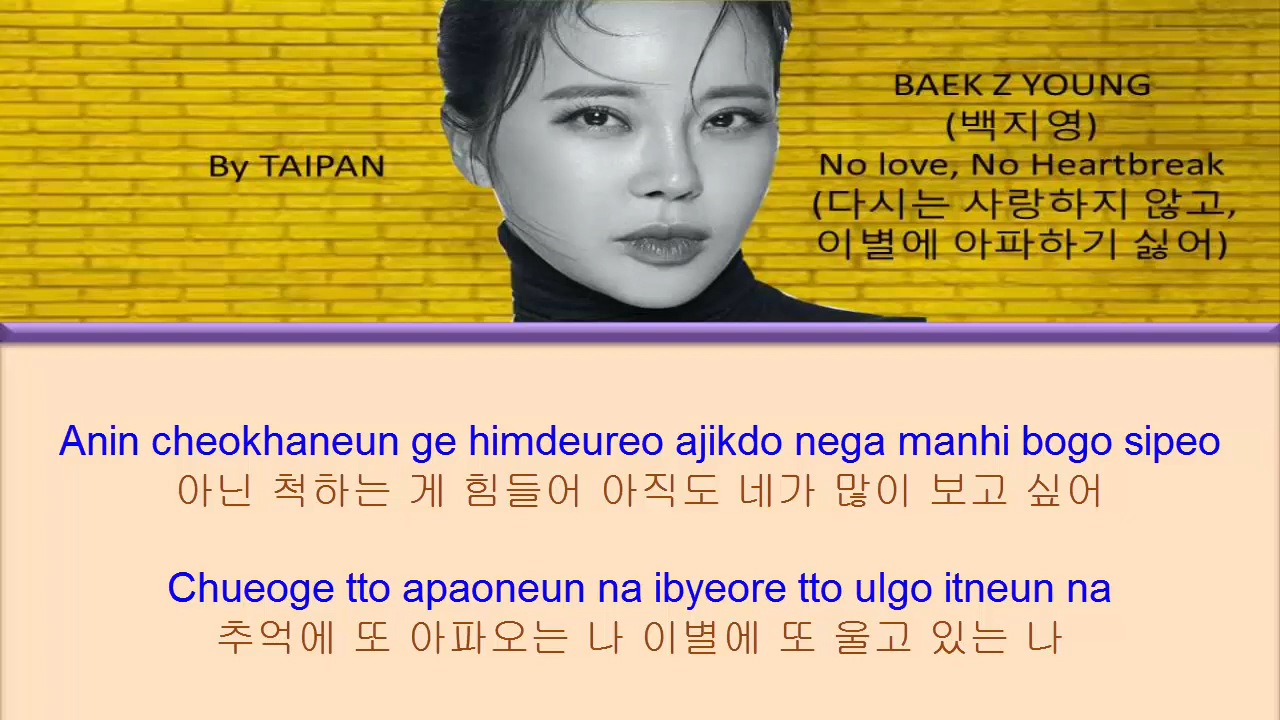 By TAIPAN
BAEK Z YOUNG
(백지영)
No love, No Heartbreak
(다시는 사랑하지 않고,
이별에 아파하기 싫어)
Anin cheokhaneun ge himdeureo ajikdo nega manhi bogo sipeo
아닌 척하는 게 힘들어 아직도 네가 많이 보고 싶어
Chueoge tto apaoneun na ibyeore tto ulgo itneun na
추억에 또 아파오는 나 이별에 또 울고 있는 나